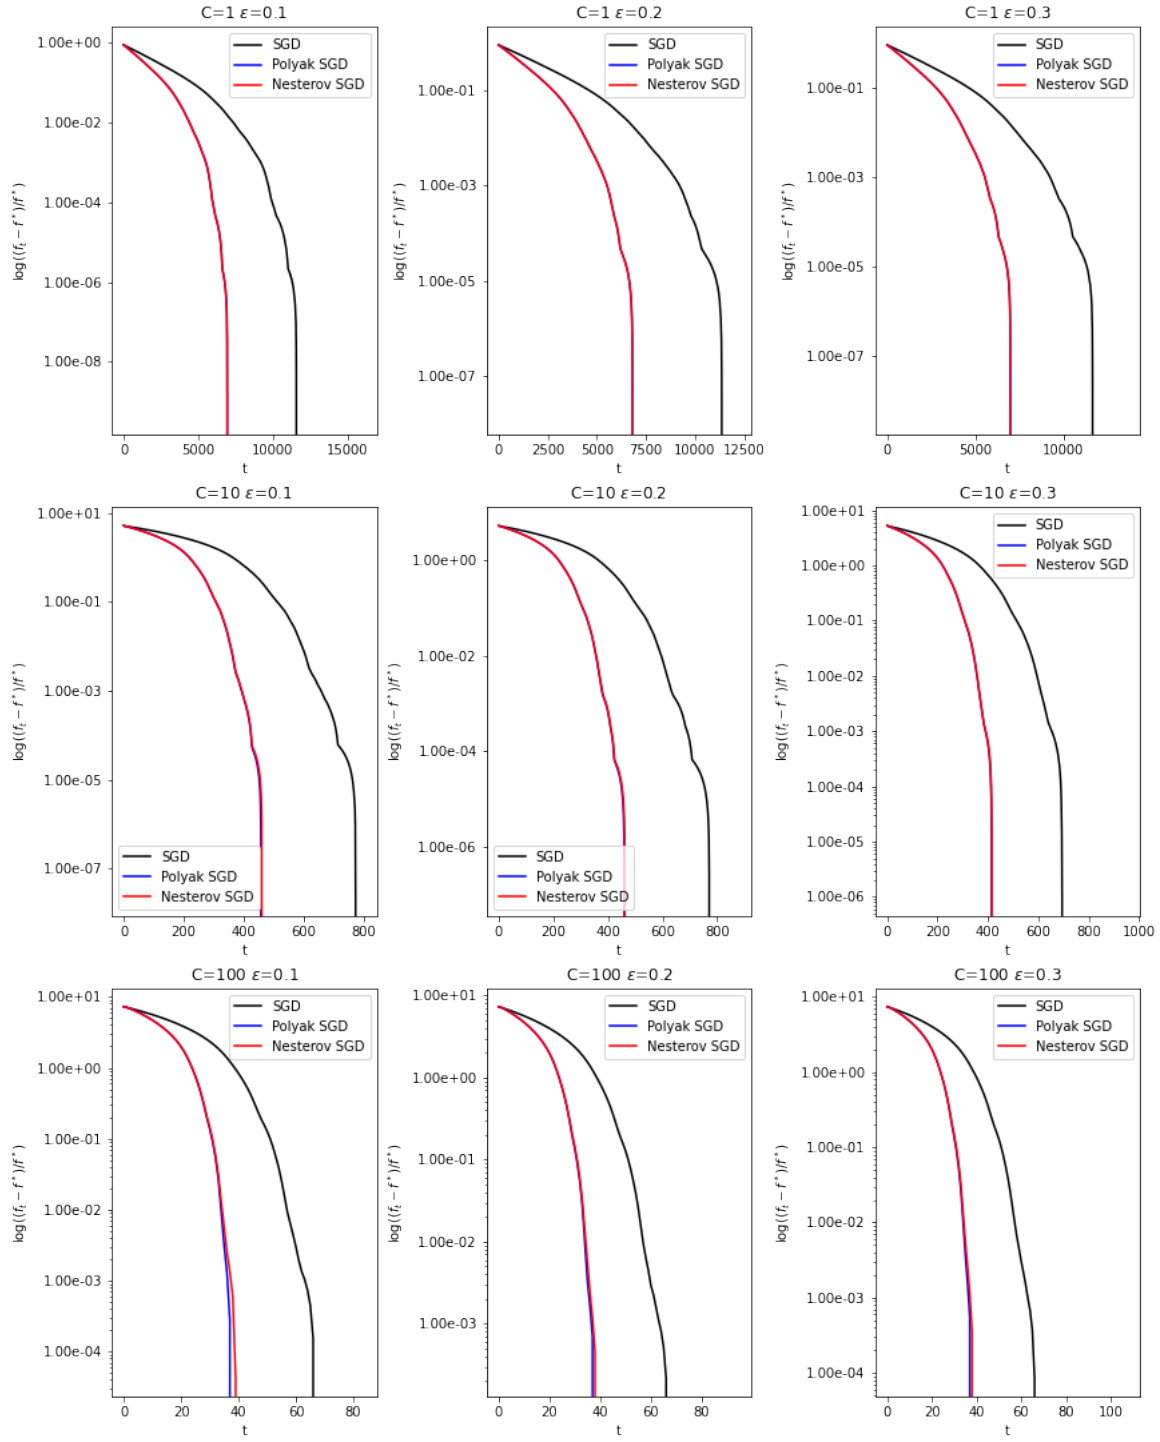 C=1 ε=0.1
1.00e+00
1.00e-02
1.00e-04
1.00e-06
1.00e-08
log((f_t − f*)/f*)
0 5000 10000 15000
t
SGD
Polyak SGD
Nesterov SGD
C=1 ε=0.2
1.00e-01
1.00e-03
1.00e-05
1.00e-07
log((f_t − f*)/f*)
0 2500 5000 7500 10000 12500
t
SGD
Polyak SGD
Nesterov SGD
C=1 ε=0.3
1.00e-01
1.00e-03
1.00e-05
1.00e-07
log((f_t − f*)/f*)
0 5000 10000
t
SGD
Polyak SGD
Nesterov SGD
C=10 ε=0.1
1.00e+01
1.00e-01
1.00e-03
1.00e-05
1.00e-07
log((f_t − f*)/f*)
0 200 400 600 800
t
SGD
Polyak SGD
Nesterov SGD
C=10 ε=0.2
1.00e+00
1.00e-02
1.00e-04
1.00e-06
log((f_t − f*)/f*)
0 200 400 600 800
t
SGD
Polyak SGD
Nesterov SGD
C=10 ε=0.3
1.00e+01
1.00e+00
1.00e-01
1.00e-02
1.00e-03
1.00e-04
1.00e-05
1.00e-06
log((f_t − f*)/f*)
0 200 400 600 800 1000
t
SGD
Polyak SGD
Nesterov SGD
C=100 ε=0.1
1.00e+01
1.00e+00
1.00e-01
1.00e-02
1.00e-03
1.00e-04
log((f_t − f*)/f*)
0 20 40 60 80
t
SGD
Polyak SGD
Nesterov SGD
C=100 ε=0.2
1.00e+01
1.00e+00
1.00e-01
1.00e-02
1.00e-03
log((f_t − f*)/f*)
0 20 40 60 80
t
SGD
Polyak SGD
Nesterov SGD
C=100 ε=0.3
1.00e+01
1.00e+00
1.00e-01
1.00e-02
1.00e-03
1.00e-04
log((f_t − f*)/f*)
0 20 40 60 80 100
t
SGD
Polyak SGD
Nesterov SGD